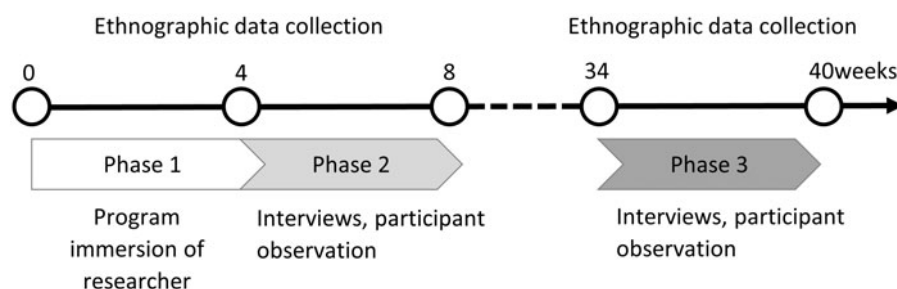 Ethnographic data collection
Ethnographic data collection
0
4
8
34
40weeks
Phase 1
Phase 2
Phase 3
Program
immersion of
researcher
Interviews, participant
observation
Interviews, participant
observation